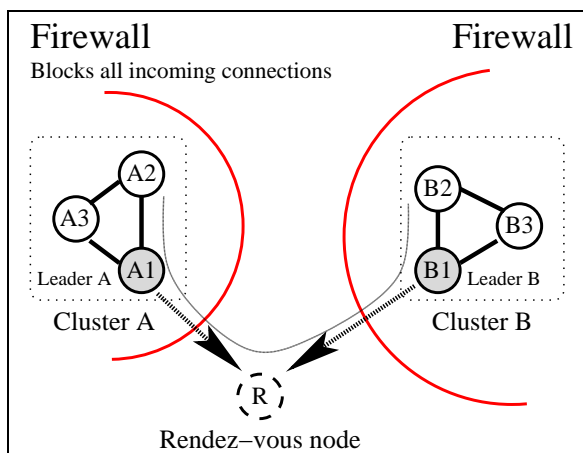 Firewall
Firewall
Blocks all incoming connections
A2
B2
A3
B3
A1
B1
Leader A
Leader B
Cluster A
Cluster B
R
Rendez−vous node